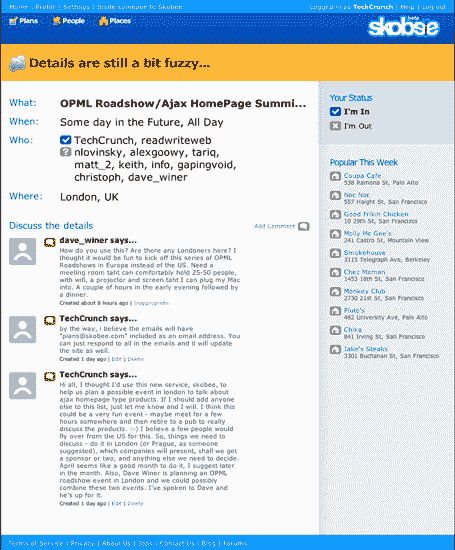 Home | Profile | Settings | Invite someone to Skobee
Logged in as TechCrunch | Help | Log out
Plans People Places
skobee beta
Details are still a bit fuzzy...
What: OPML Roadshow/Ajax HomePage Summi...
When: Some day in the Future, All Day
Who: TechCrunch, readwriteweb
nlovinsky, alexgoowy, tariq,
matt_2, keith, info, gapingvoid,
christoph, dave_winer
Where: London, UK
Discuss the details
Add Comment
dave_winer says...
How do you use this? Are there any Londoners here? I
thought it would be fun to kick off this series of OPML
Roadshows in Europe instead of the US. Need a
meeting room taht can comfortably hold 25-50 people,
with wifi, a projector and screen taht I can plug my Mac
into. A couple of hours in the early evening followed by
a dinner.
Created about 8 hours ago | Inappropriate
TechCrunch says...
by the way, i believe the emails will have
"plans@skobee.com" included as an email address. You
can just respond to all in the emails and it will update
the site as well.
Created 1 day ago | Edit | Delete
TechCrunch says...
Hi all, I thought I'd use this new service, skobee, to
help us plan a possible event in london to talk about
ajax homepage type products. If I should add anyone
else to this list, just let me know and I will. I think this
could be a very fun event - maybe meet for a few
hours somewhere and then retire to a pub to really
discuss the products. :-) I believe a few people would
fly over from the US for this. So, things we need to
discuss - do it in London (or Prague, as someone
suggested), which companies will present, shall we get
a sponsor or two, and anything else we need to decide.
April seems like a good month to do it, I suggest later
in the month. Also, Dave Winer is planning an OPML
roadshow event in London and we could possibly
combine these two events. I've spoken to Dave and
he's up for it.
Created 1 day ago | Edit | Delete
Your Status
I'm In
I'm Out
Popular This Week
Coupa Cafe
538 Ramona St, Palo Alto
Noc Noc
557 Haight St, San Francisco
Good Frikin Chicken
10 29th St, San Francisco
Molly Mc Gee's
241 Castro St, Mountain View
Smokehouse
3115 Telegraph Ave, Berkeley
Chez Maman
1453 18th St, San Francisco
Monkey Club
2730 21st St, San Francisco
Pluto's
482 University Ave, Palo Alto
Chika
841 Irving St, San Francisco
Jake's Steaks
3301 Buchanan St, San Francisco
Terms of Service | Privacy | About Us | Jobs | Contact Us | Blog | Forums